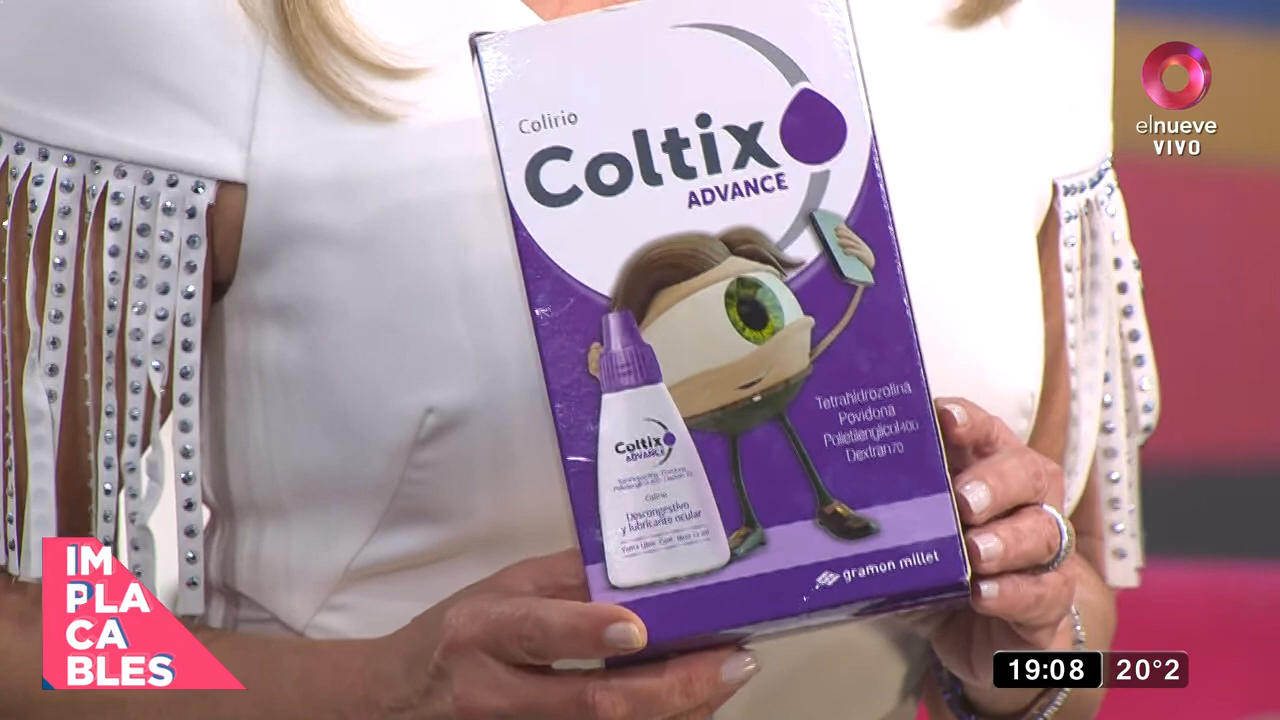 Colirio
Coltix
ADVANCE
Tetrahidrozolina
Povidona
Polietilenglicol 400
Dextran 70
Coltix
ADVANCE
Colirio
Descongestivo
y lubricante ocular
gramon millet
elnueve
VIVO
IM
PLA
CA
BLES
19:08 20°2